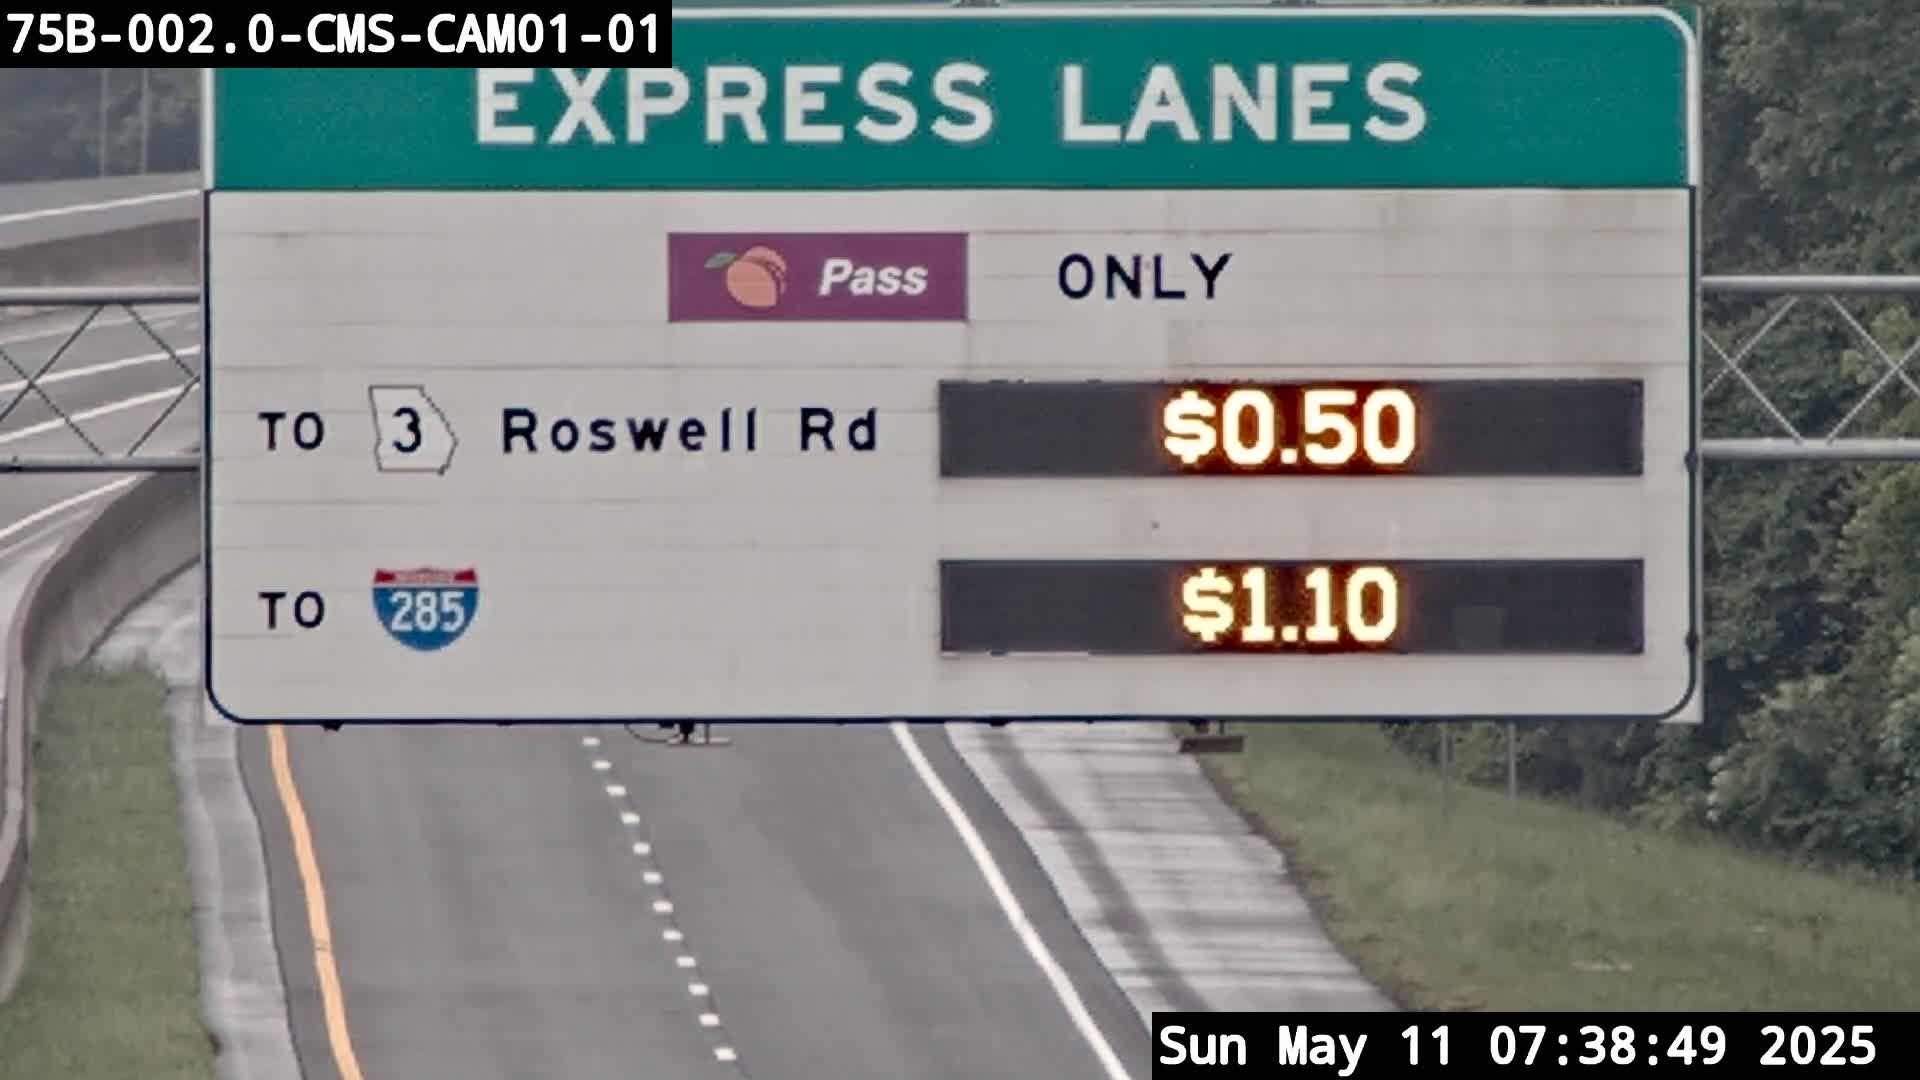 75B-002.0-CMS-CAM01-01
EXPRESS LANES
Pass ONLY
TO 3 Roswell Rd $0.50
TO 285 $1.10
Sun May 11 07:38:49 2025